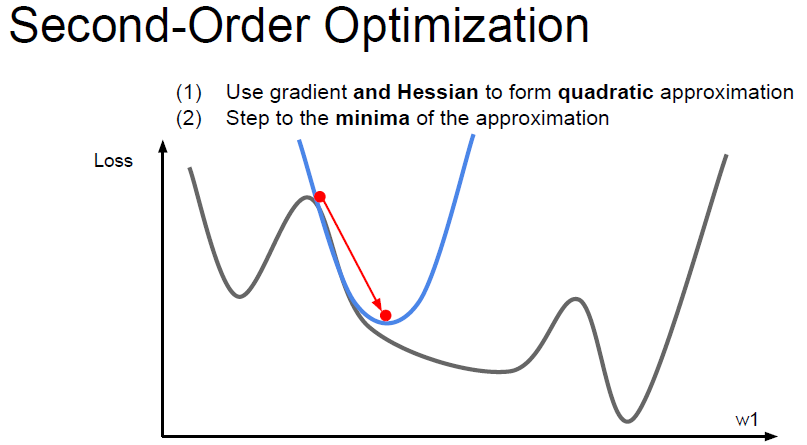 Second-Order Optimization
(1) Use gradient and Hessian to form quadratic approximation
(2) Step to the minima of the approximation
Loss
w1